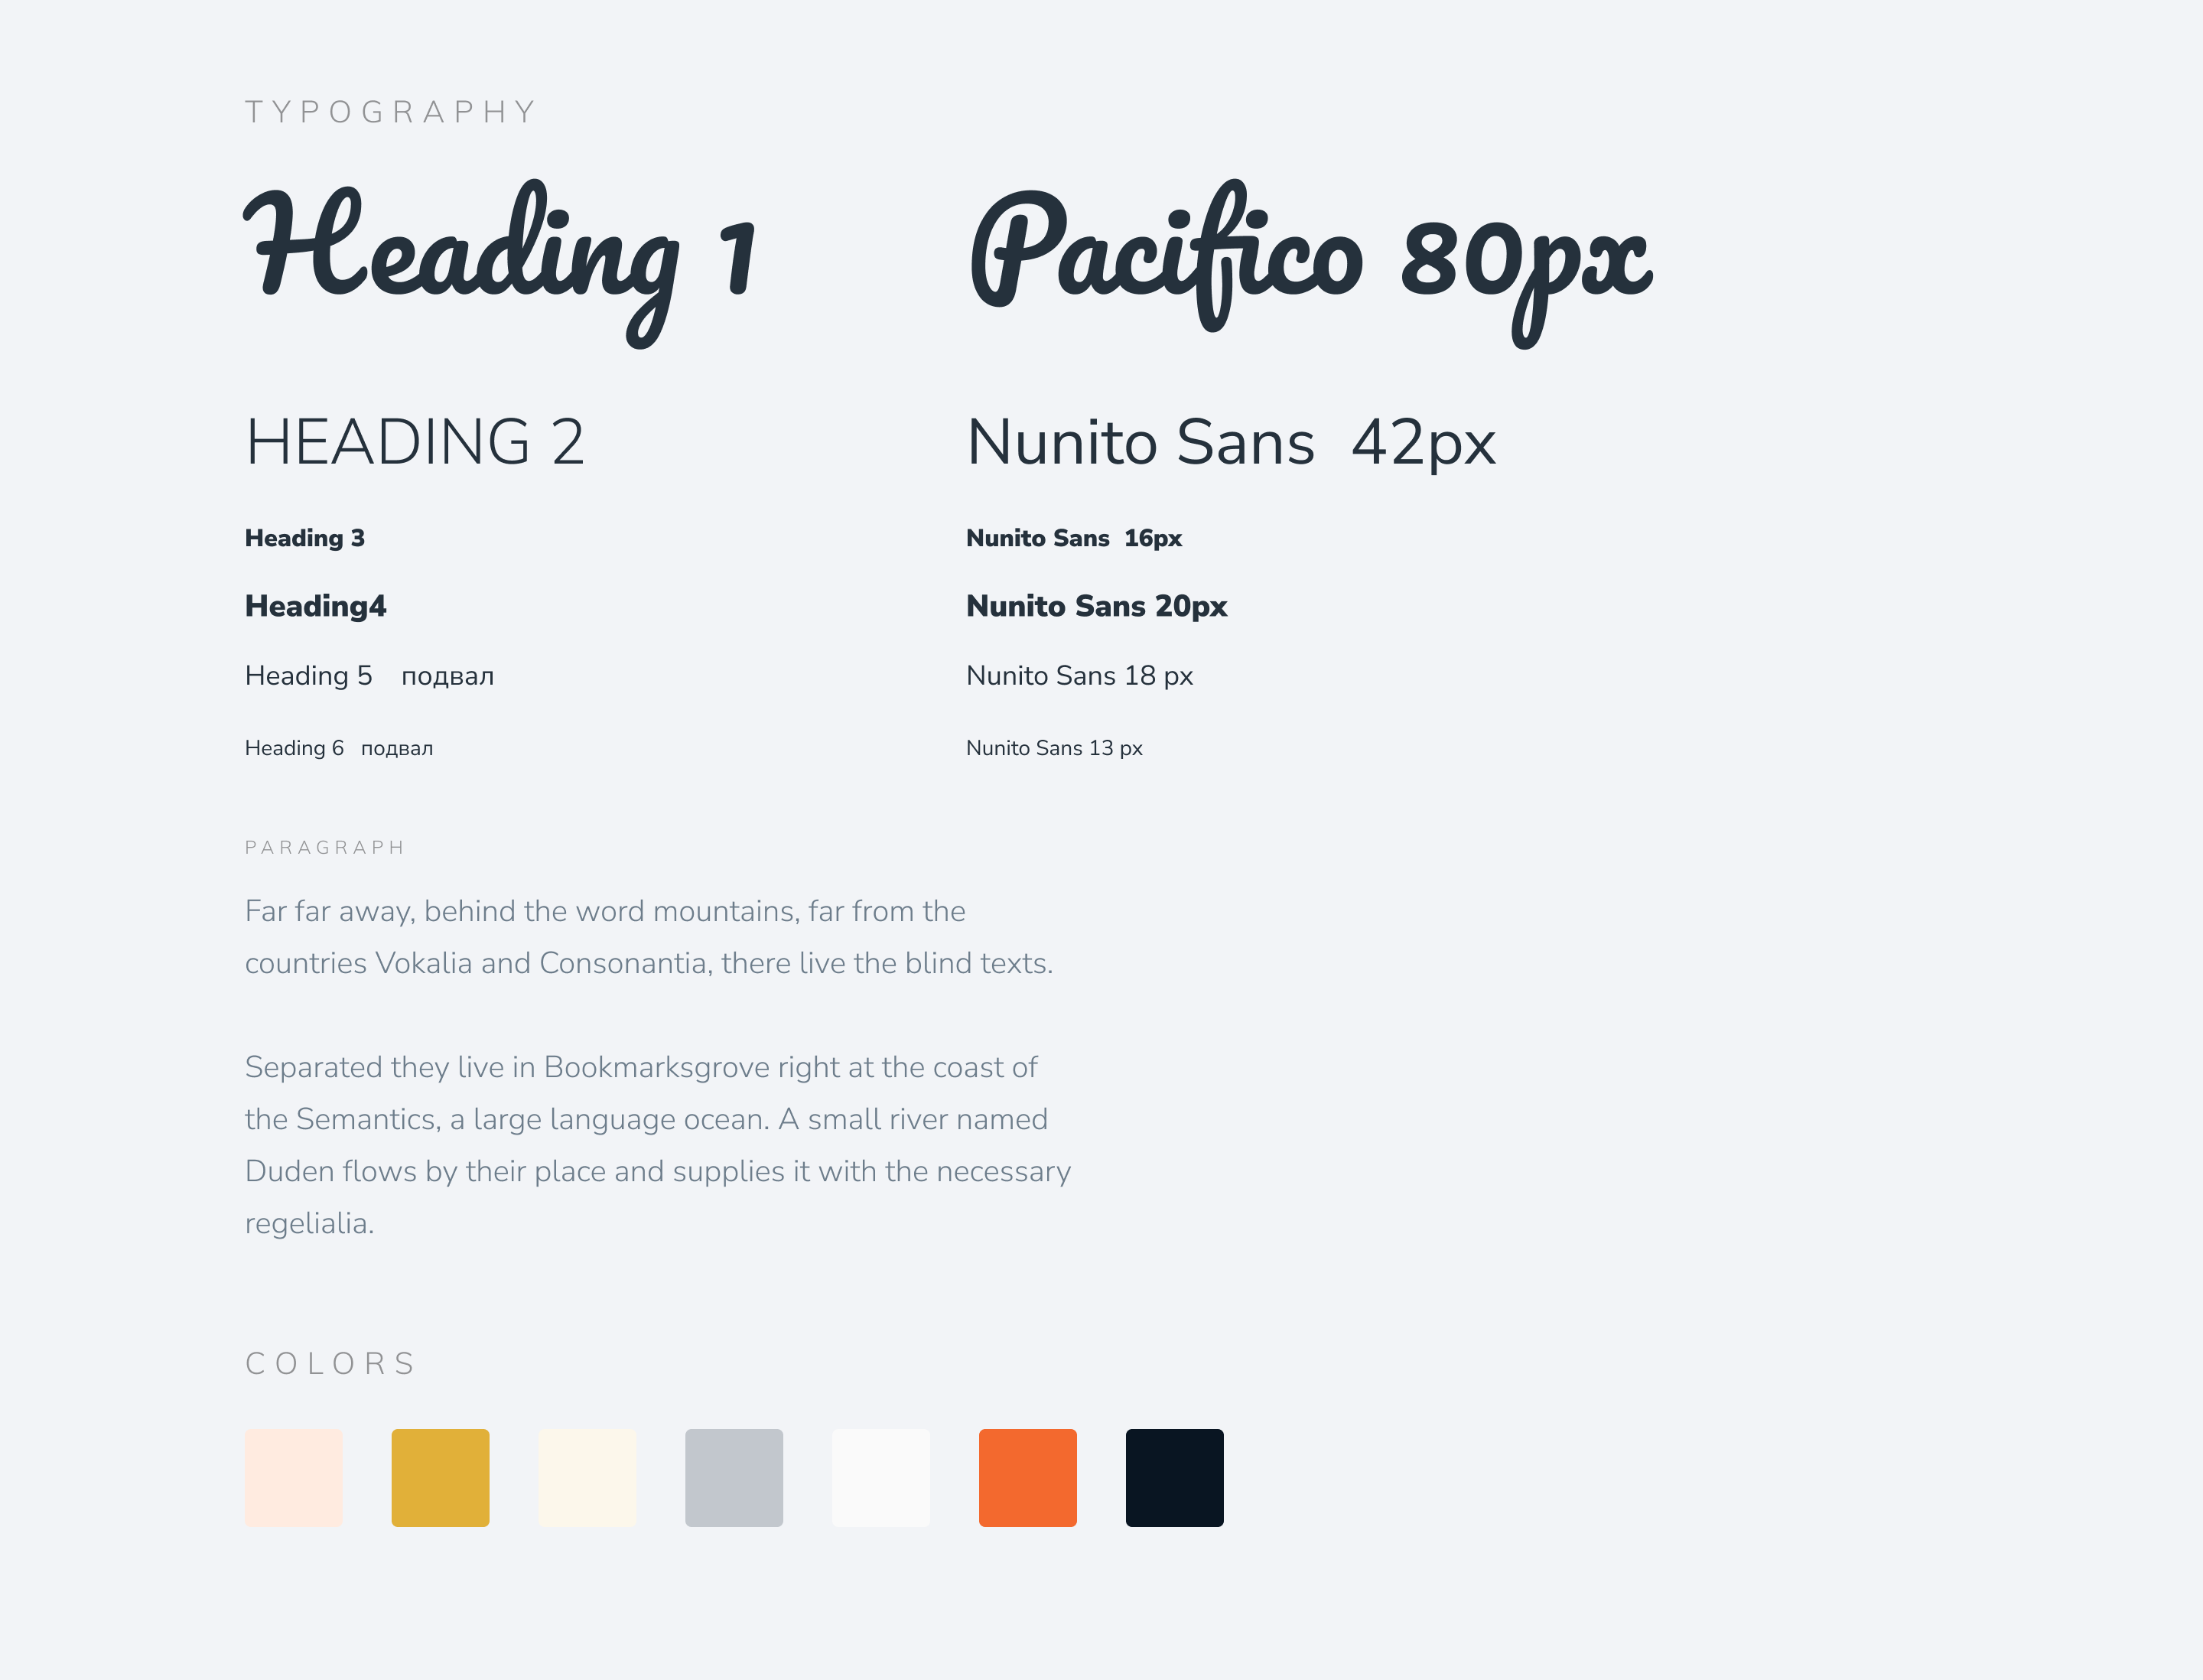 TYPOGRAPHY
Heading 1 Pacifico 80px
HEADING 2 Nunito Sans 42px
Heading 3 Nunito Sans 16px
Heading4 Nunito Sans 20px
Heading 5 подвал Nunito Sans 18 px
Heading 6 подвал Nunito Sans 13 px
PARAGRAPH
Far far away, behind the word mountains, far from the
countries Vokalia and Consonantia, there live the blind texts.
Separated they live in Bookmarksgrove right at the coast of
the Semantics, a large language ocean. A small river named
Duden flows by their place and supplies it with the necessary
regelialia.
COLORS